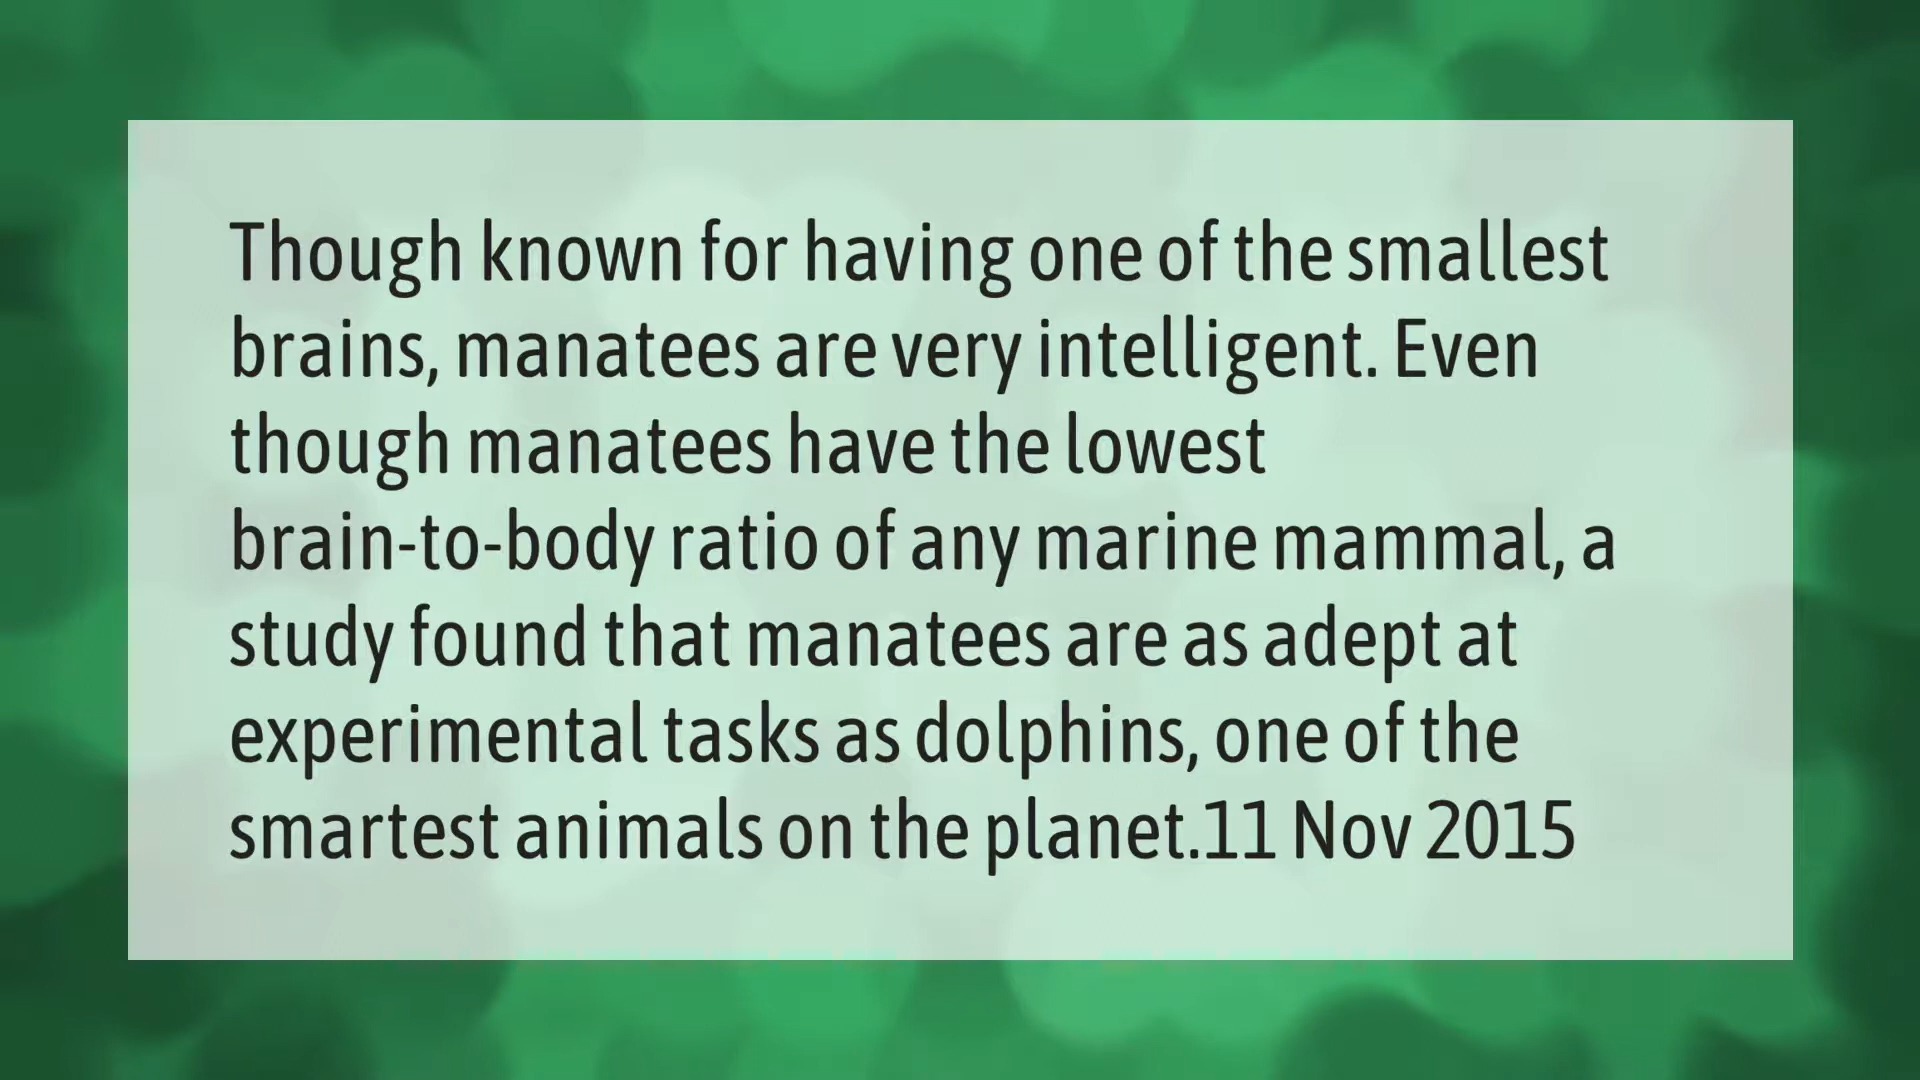 Though known for having one of the smallest
brains, manatees are very intelligent. Even
though manatees have the lowest
brain-to-body ratio of any marine mammal, a
study found that manatees are as adept at
experimental tasks as dolphins, one of the
smartest animals on the planet.11 Nov 2015